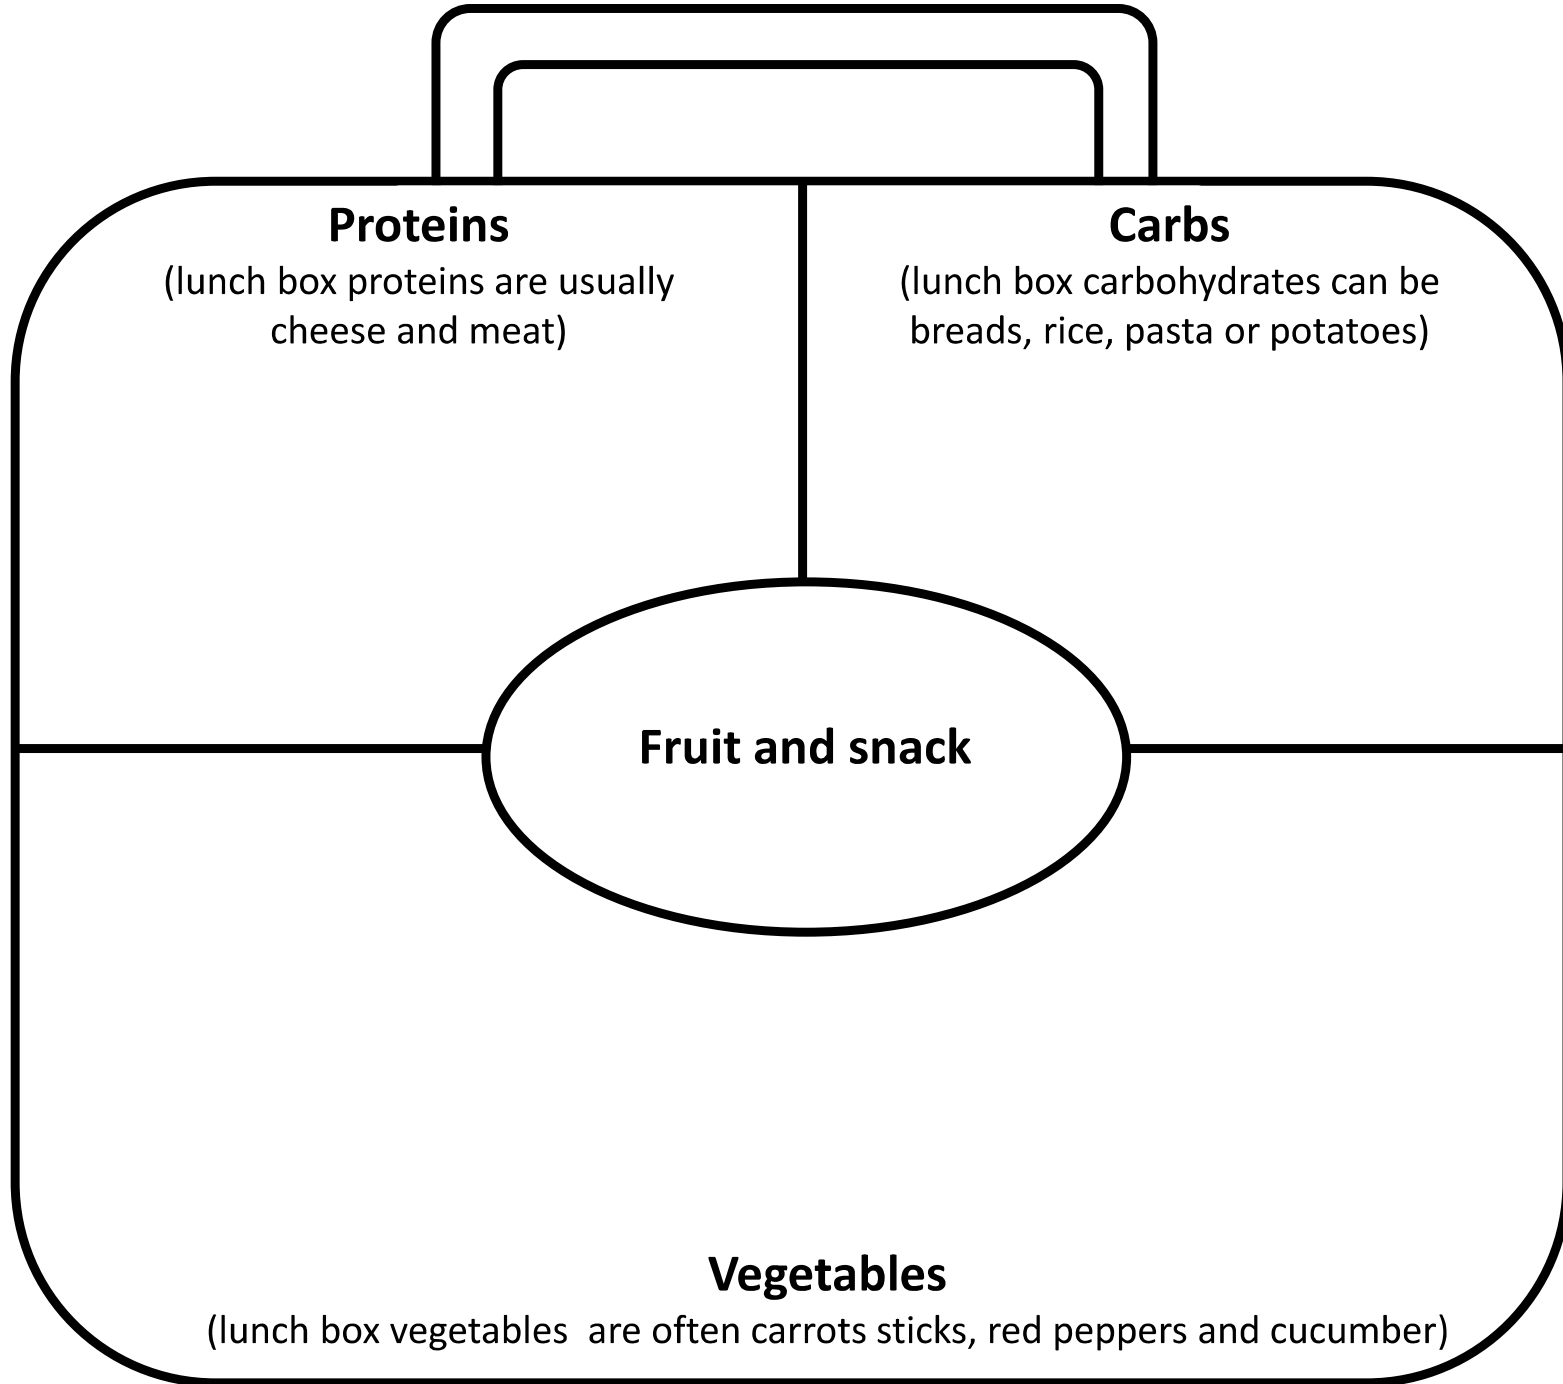 Proteins
(lunch box proteins are usually
cheese and meat)
Carbs
(lunch box carbohydrates can be
breads, rice, pasta or potatoes)
Fruit and snack
Vegetables
(lunch box vegetables  are often carrots sticks, red peppers and cucumber)